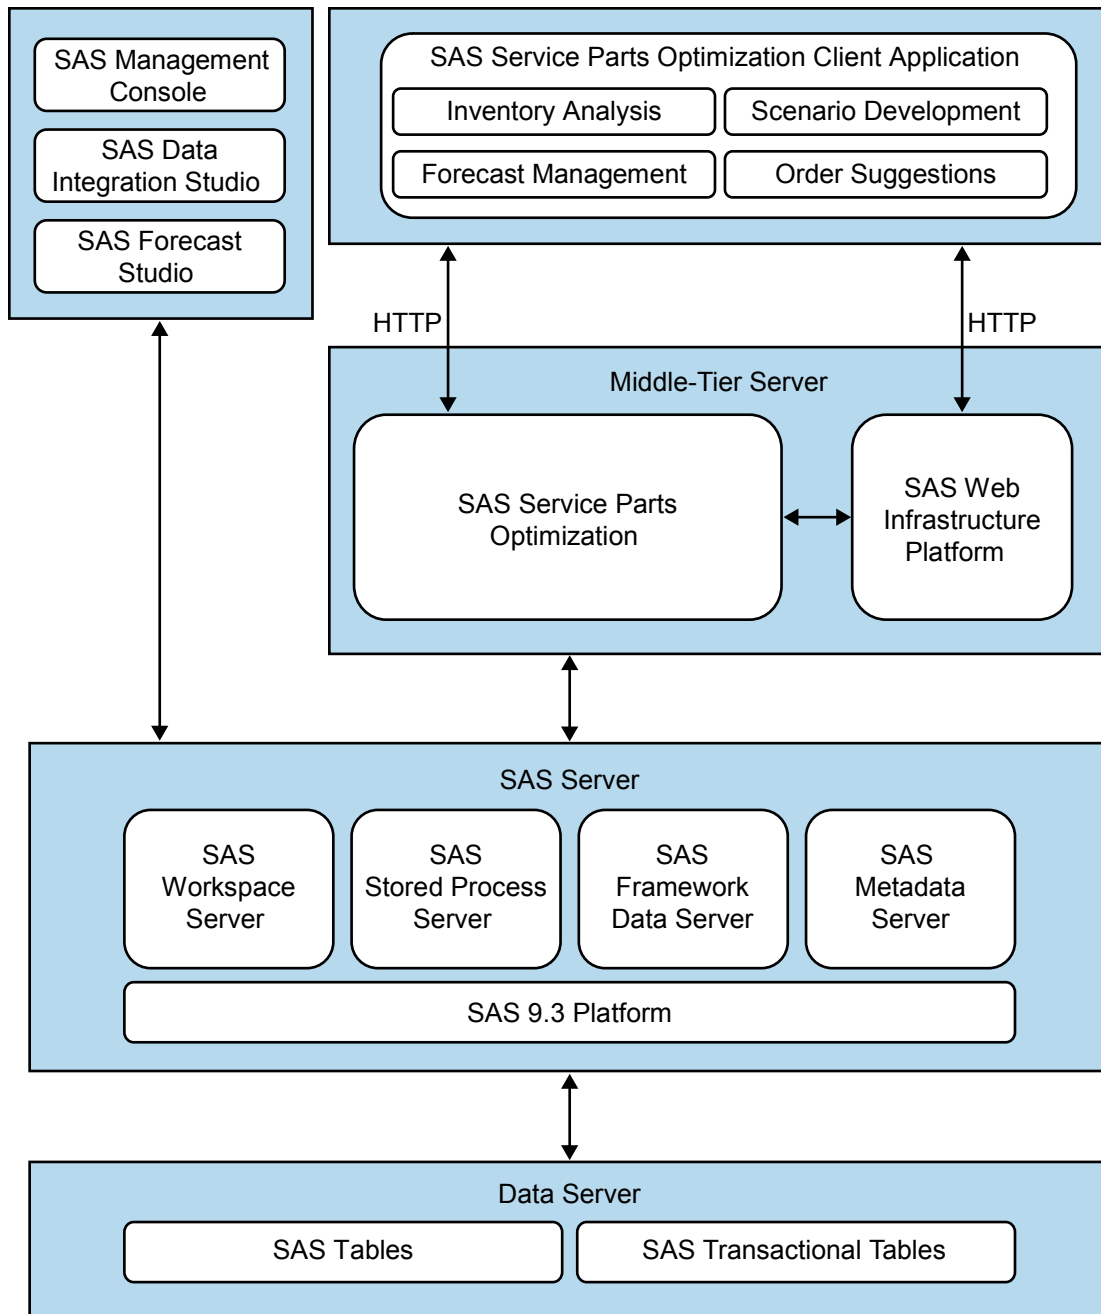 SAS Management
Console
SAS Data
Integration Studio
SAS Forecast
Studio
SAS Service Parts Optimization Client Application
Inventory Analysis
Scenario Development
Forecast Management
Order Suggestions
HTTP
HTTP
Middle-Tier Server
SAS Service Parts
Optimization
SAS Web
Infrastructure
Platform
SAS Server
SAS
Workspace
Server
SAS
Stored Process
Server
SAS
Framework
Data Server
SAS
Metadata
Server
SAS 9.3 Platform
Data Server
SAS Tables
SAS Transactional Tables